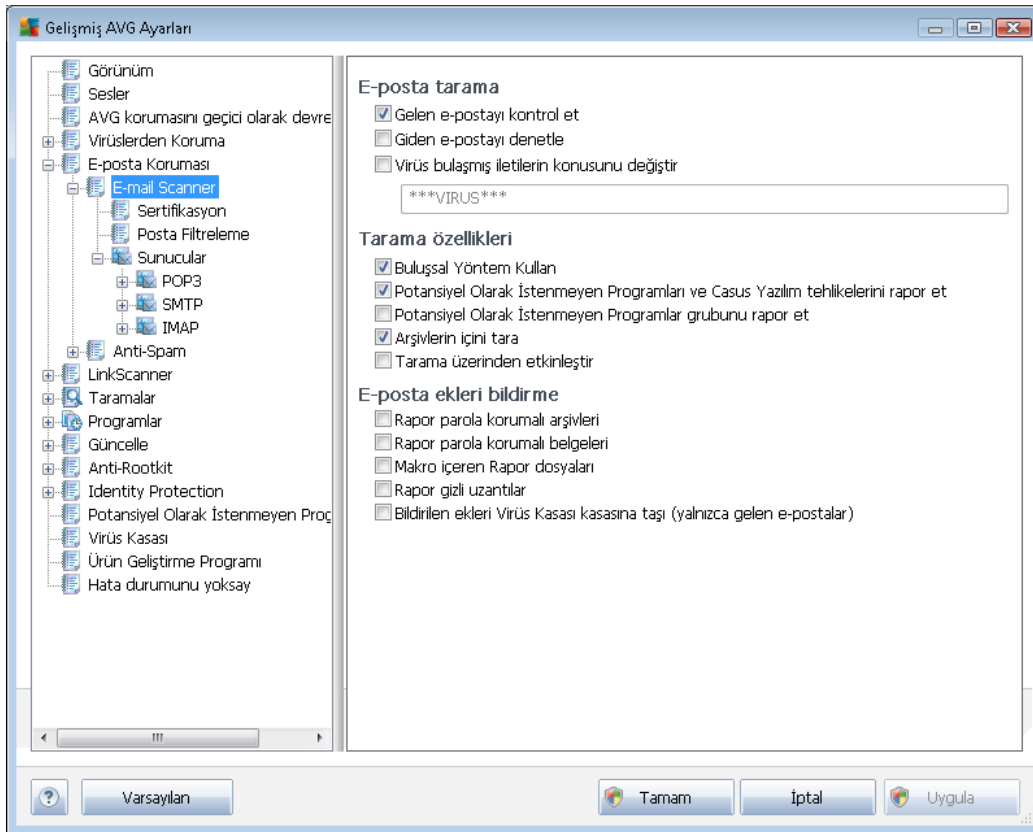 Gelişmiş AVG Ayarları
Görünüm
Sesler
AVG korumasını geçici olarak devre
Virüslerden Koruma
E-posta Koruması
E-mail Scanner
Sertifikasyon
Posta Filtreleme
Sunucular
POP3
SMTP
IMAP
Anti-Spam
LinkScanner
Taramalar
Programlar
Güncelle
Anti-Rootkit
Identity Protection
Potansiyel Olarak İstenmeyen Prog
Virüs Kasası
Ürün Geliştirme Programı
Hata durumunu yoksay
E-posta tarama
Gelen e-postayı kontrol et
Giden e-postayı denetle
Virüs bulaşmış iletilerin konusunu değiştir
***VIRUS***
Tarama özellikleri
Buluşsal Yöntem Kullan
Potansiyel Olarak İstenmeyen Programları ve Casus Yazılım tehlikelerini rapor et
Potansiyel Olarak İstenmeyen Programlar grubunu rapor et
Arşivlerin içini tara
Tarama üzerinden etkinleştir
E-posta ekleri bildirme
Rapor parola korumalı arşivleri
Rapor parola korumalı belgeleri
Makro içeren Rapor dosyaları
Rapor gizli uzantılar
Bildirilen ekleri Virüs Kasası kasasına taşı (yalnızca gelen e-postalar)
? Varsayılan Tamam İptal Uygula